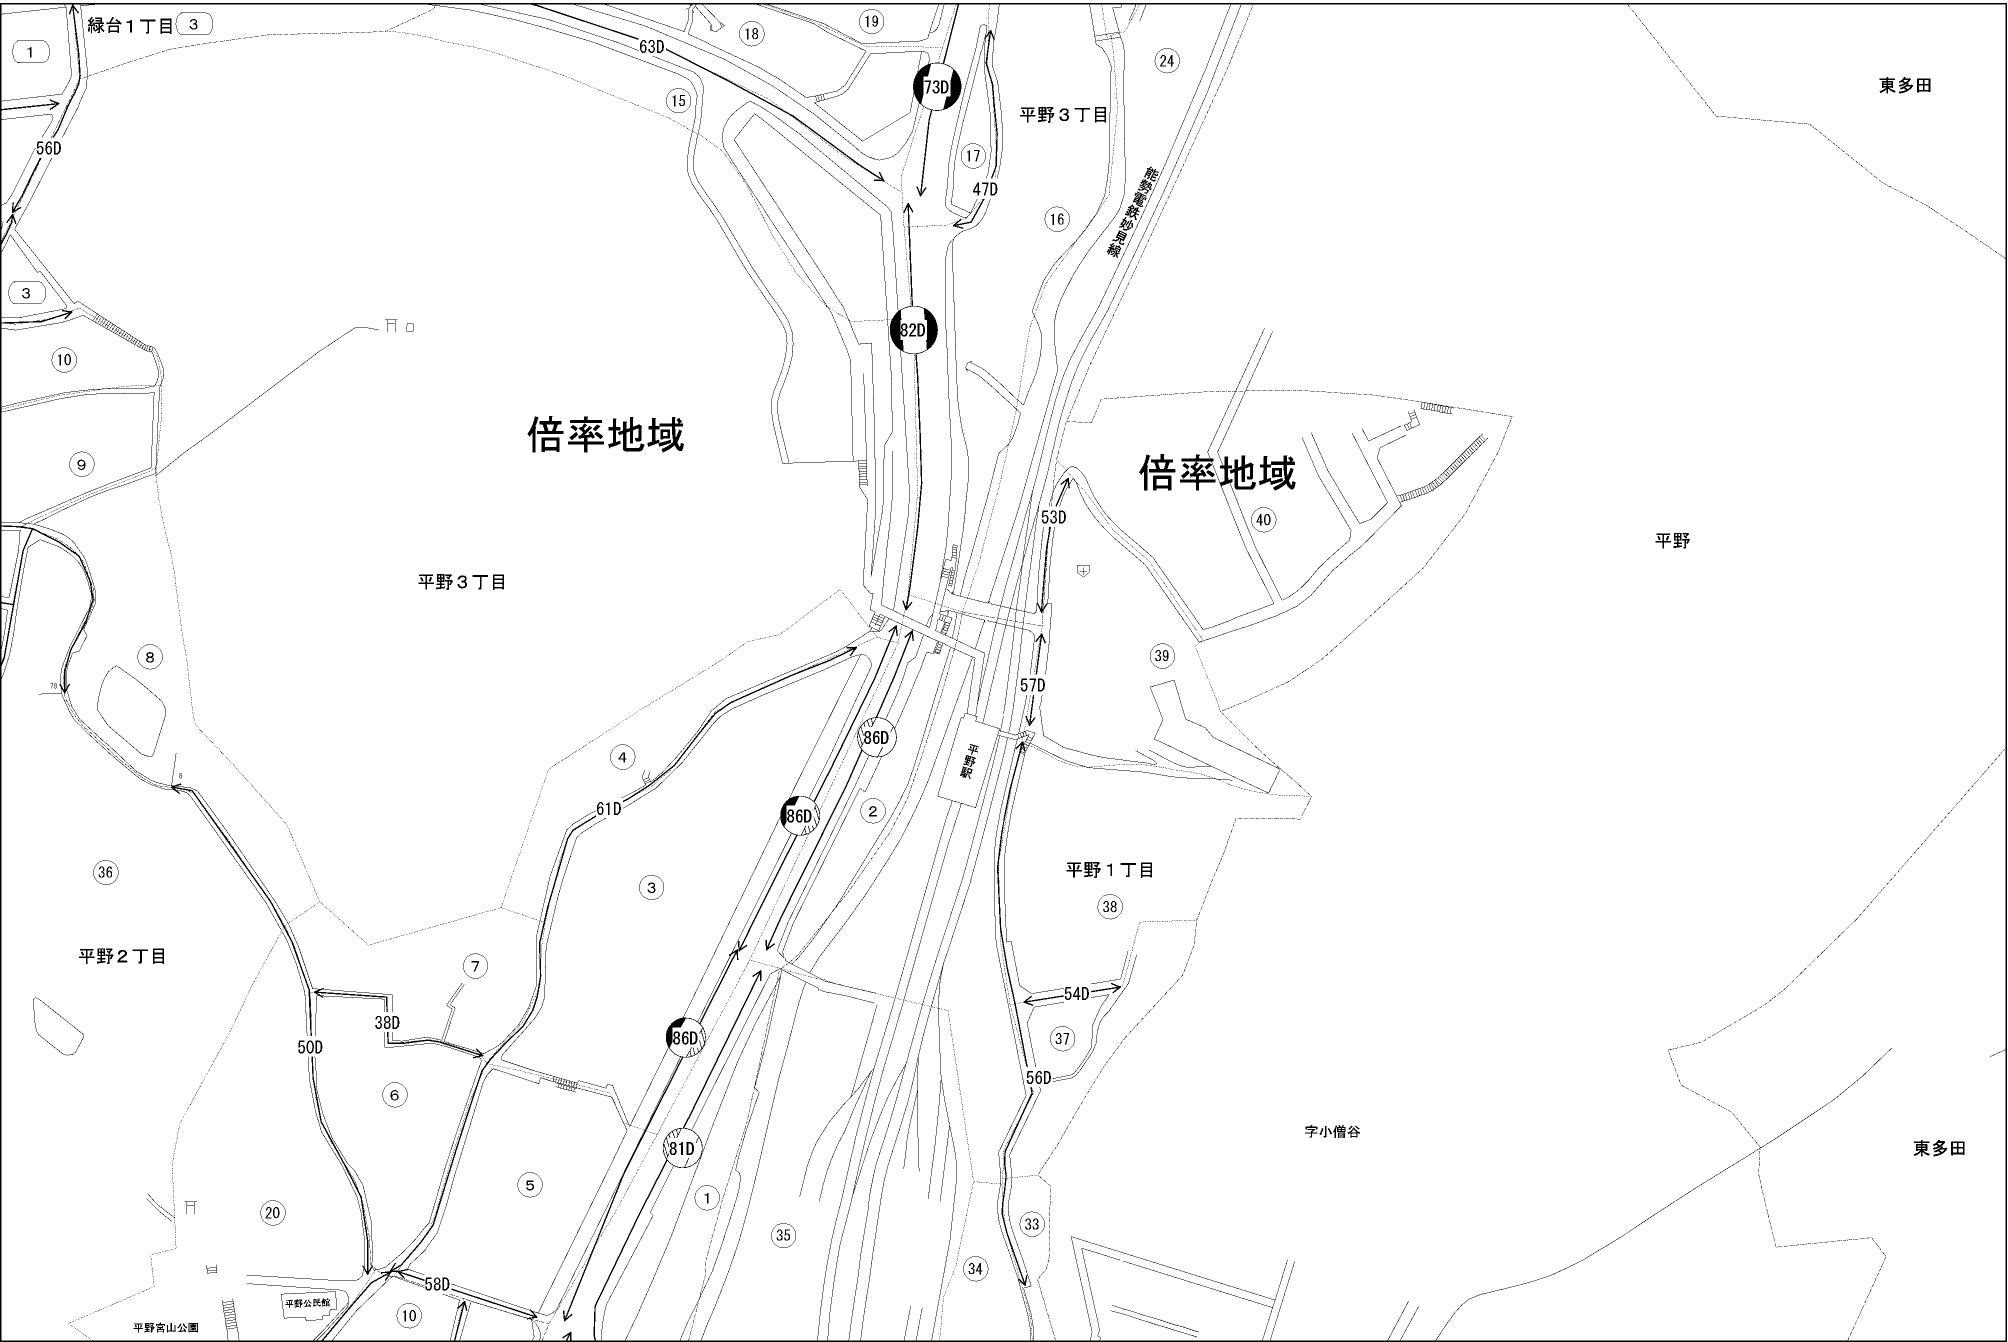 緑台１丁目
3
1
63D
18
19
24
東多田
73D
15
平野３丁目
56D
17
47D
能勢電鉄妙見線
16
3
82D
10
倍率地域
倍率地域
9
53D
40
平野
平野３丁目
8
39
78
57D
86D
4
平野駅
8
61D
86D
2
36
平野１丁目
3
38
平野２丁目
7
54D
38D
86D
37
50D
56D
6
字小僧谷
81D
東多田
5
1
20
33
35
34
58D
平野公民館
10
平野宮山公園